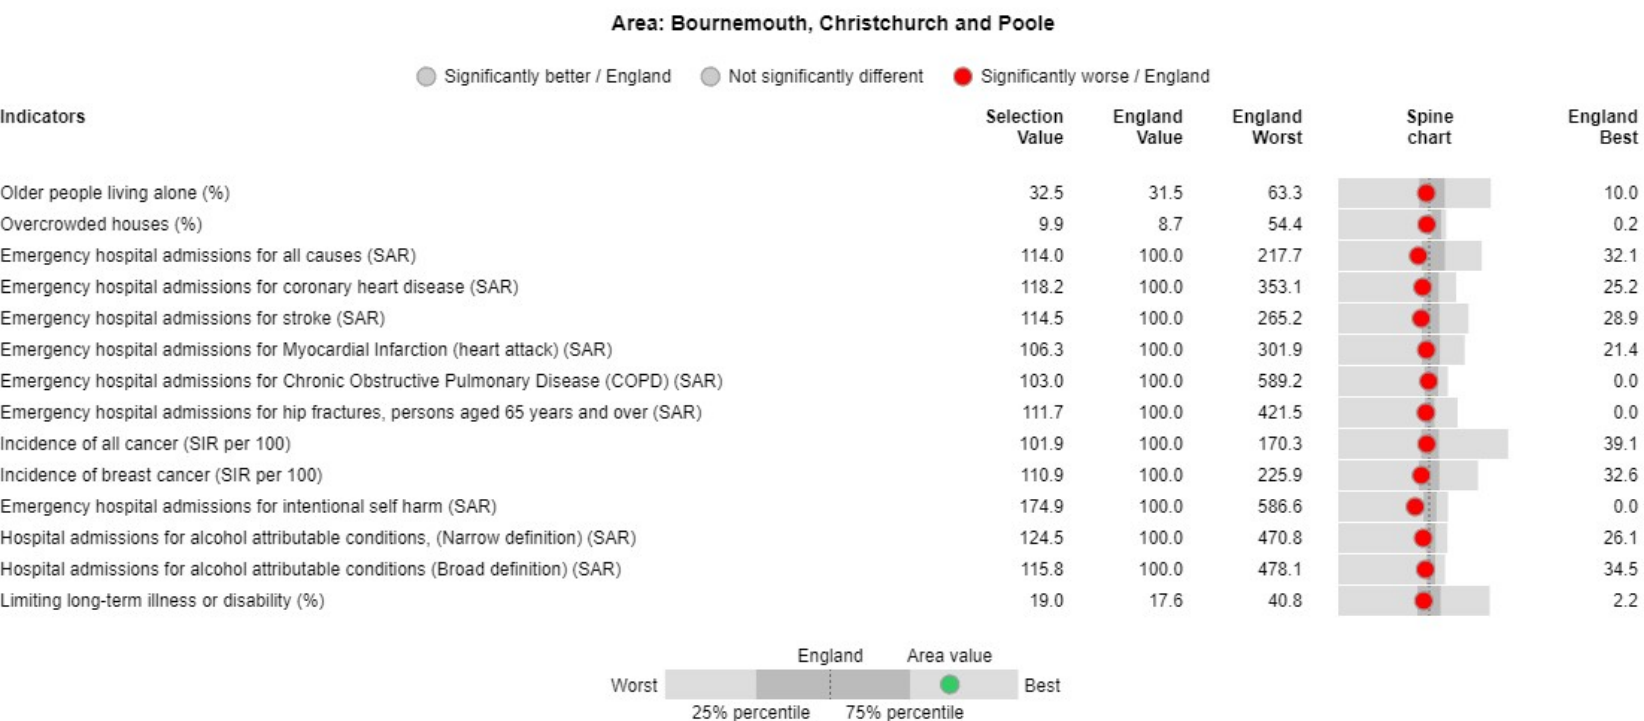 Area: Bournemouth, Christchurch and Poole
Significantly better / England Not significantly different Significantly worse / England
Indicators Selection Value England Value England Worst Spine chart England Best
Older people living alone (%) 32.5 31.5 63.3 10.0
Overcrowded houses (%) 9.9 8.7 54.4 0.2
Emergency hospital admissions for all causes (SAR) 114.0 100.0 217.7 32.1
Emergency hospital admissions for coronary heart disease (SAR) 118.2 100.0 353.1 25.2
Emergency hospital admissions for stroke (SAR) 114.5 100.0 265.2 28.9
Emergency hospital admissions for Myocardial Infarction (heart attack) (SAR) 106.3 100.0 301.9 21.4
Emergency hospital admissions for Chronic Obstructive Pulmonary Disease (COPD) (SAR) 103.0 100.0 589.2 0.0
Emergency hospital admissions for hip fractures, persons aged 65 years and over (SAR) 111.7 100.0 421.5 0.0
Incidence of all cancer (SIR per 100) 101.9 100.0 170.3 39.1
Incidence of breast cancer (SIR per 100) 110.9 100.0 225.9 32.6
Emergency hospital admissions for intentional self harm (SAR) 174.9 100.0 586.6 0.0
Hospital admissions for alcohol attributable conditions, (Narrow definition) (SAR) 124.5 100.0 470.8 26.1
Hospital admissions for alcohol attributable conditions (Broad definition) (SAR) 115.8 100.0 478.1 34.5
Limiting long-term illness or disability (%) 19.0 17.6 40.8 2.2
England Area value
Worst Best
25% percentile 75% percentile